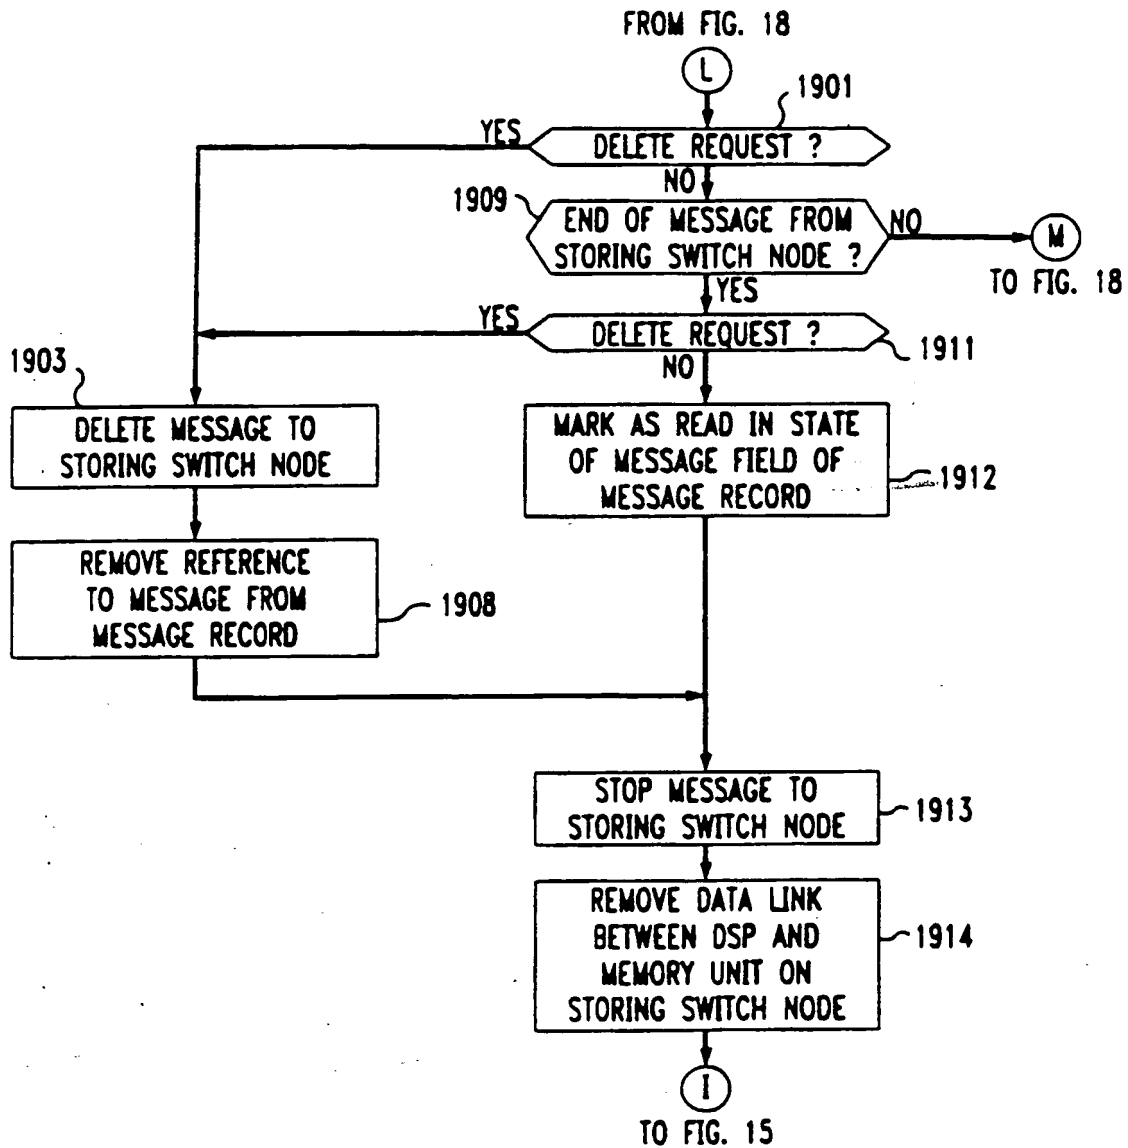 FROM FIG. 18
L
1901
YES
DELETE REQUEST ?
NO
1909
END OF MESSAGE FROM
STORING SWITCH NODE ?
NO
M
TO FIG. 18
YES
YES
DELETE REQUEST ?
1911
NO
1903
DELETE MESSAGE TO
STORING SWITCH NODE
MARK AS READ IN STATE
OF MESSAGE FIELD OF
MESSAGE RECORD
1912
REMOVE REFERENCE
TO MESSAGE FROM
MESSAGE RECORD
1908
STOP MESSAGE TO
STORING SWITCH NODE
1913
REMOVE DATA LINK
BETWEEN DSP AND
MEMORY UNIT ON
STORING SWITCH NODE
1914
I
TO FIG. 15